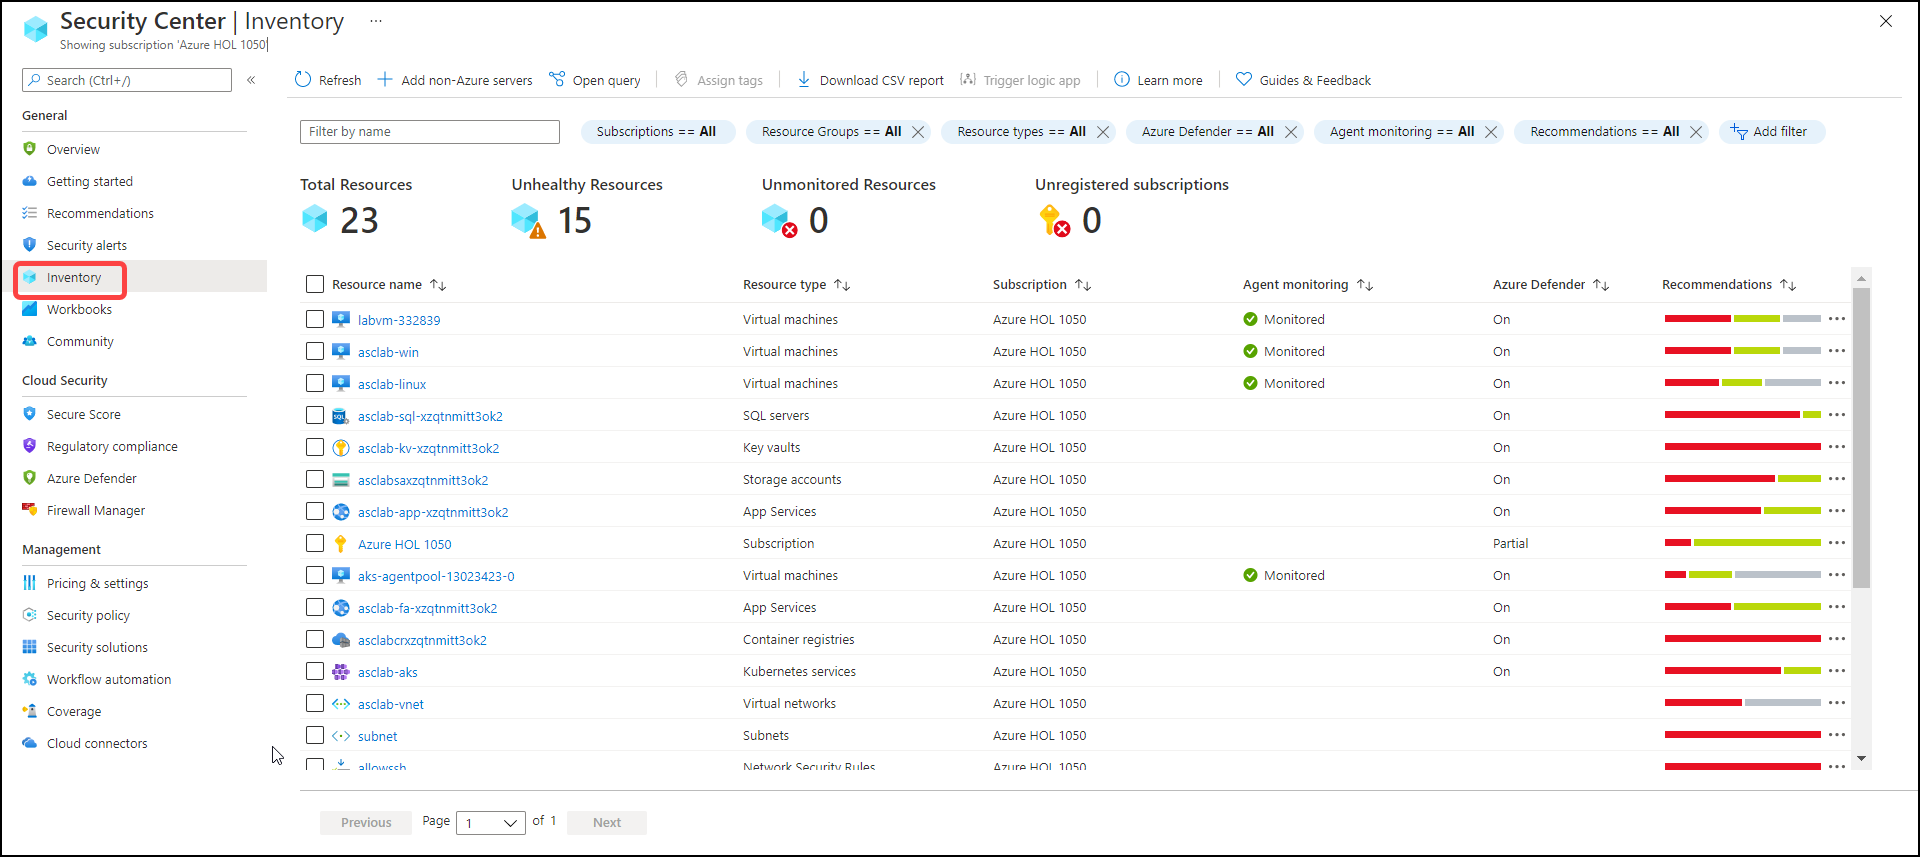 Security Center | Inventory ...
Showing subscription 'Azure HOL 1050'
Search (Ctrl+/) «
Refresh Add non-Azure servers Open query Assign tags Download CSV report Trigger logic app Learn more Guides & Feedback
General
Overview
Getting started
Recommendations
Security alerts
Inventory
Workbooks
Community
Cloud Security
Secure Score
Regulatory compliance
Azure Defender
Firewall Manager
Management
Pricing & settings
Security policy
Security solutions
Workflow automation
Coverage
Cloud connectors
Filter by name Subscriptions == All Resource Groups == All Resource types == All Azure Defender == All Agent monitoring == All Recommendations == All Add filter
Total Resources Unhealthy Resources Unmonitored Resources Unregistered subscriptions
23 15 0 0
Resource name Resource type Subscription Agent monitoring Azure Defender Recommendations
labvm-332839 Virtual machines Azure HOL 1050 Monitored On
asclab-win Virtual machines Azure HOL 1050 Monitored On
asclab-linux Virtual machines Azure HOL 1050 Monitored On
asclab-sql-xzqtnmitt3ok2 SQL servers Azure HOL 1050 On
asclab-kv-xzqtnmitt3ok2 Key vaults Azure HOL 1050 On
asclabsaxzqtnmitt3ok2 Storage accounts Azure HOL 1050 On
asclab-app-xzqtnmitt3ok2 App Services Azure HOL 1050 On
Azure HOL 1050 Subscription Azure HOL 1050 Partial
aks-agentpool-13023423-0 Virtual machines Azure HOL 1050 Monitored On
asclab-fa-xzqtnmitt3ok2 App Services Azure HOL 1050 On
asclabcrxzqtnmitt3ok2 Container registries Azure HOL 1050 On
asclab-aks Kubernetes services Azure HOL 1050 On
asclab-vnet Virtual networks Azure HOL 1050
subnet Subnets Azure HOL 1050
allowssh Network Security Rules Azure HOL 1050
Previous Page 1 of 1 Next